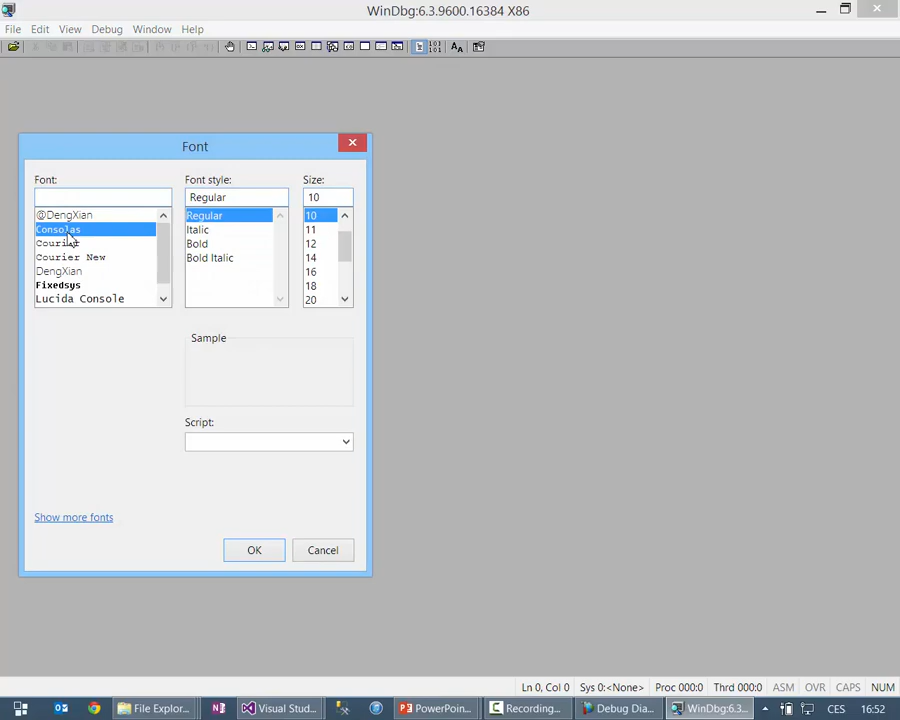 WinDbg:6.3.9600.16384 X86
File Edit View Debug Window Help
Font
Font: Font style: Size:
Regular 10
@DengXian Regular 10
Consolas Italic 11
Courier Bold 12
Courier New Bold Italic 14
DengXian 16
Fixedsys 18
Lucida Console 20
Sample
Script:
Show more fonts
OK Cancel
Ln 0, Col 0 Sys 0:<None> Proc 000:0 Thrd 000:0 ASM OVR CAPS NUM
File Explor... Visual Stud... PowerPoin... Recording... Debug Dia... WinDbg:6.3... CES 16:52